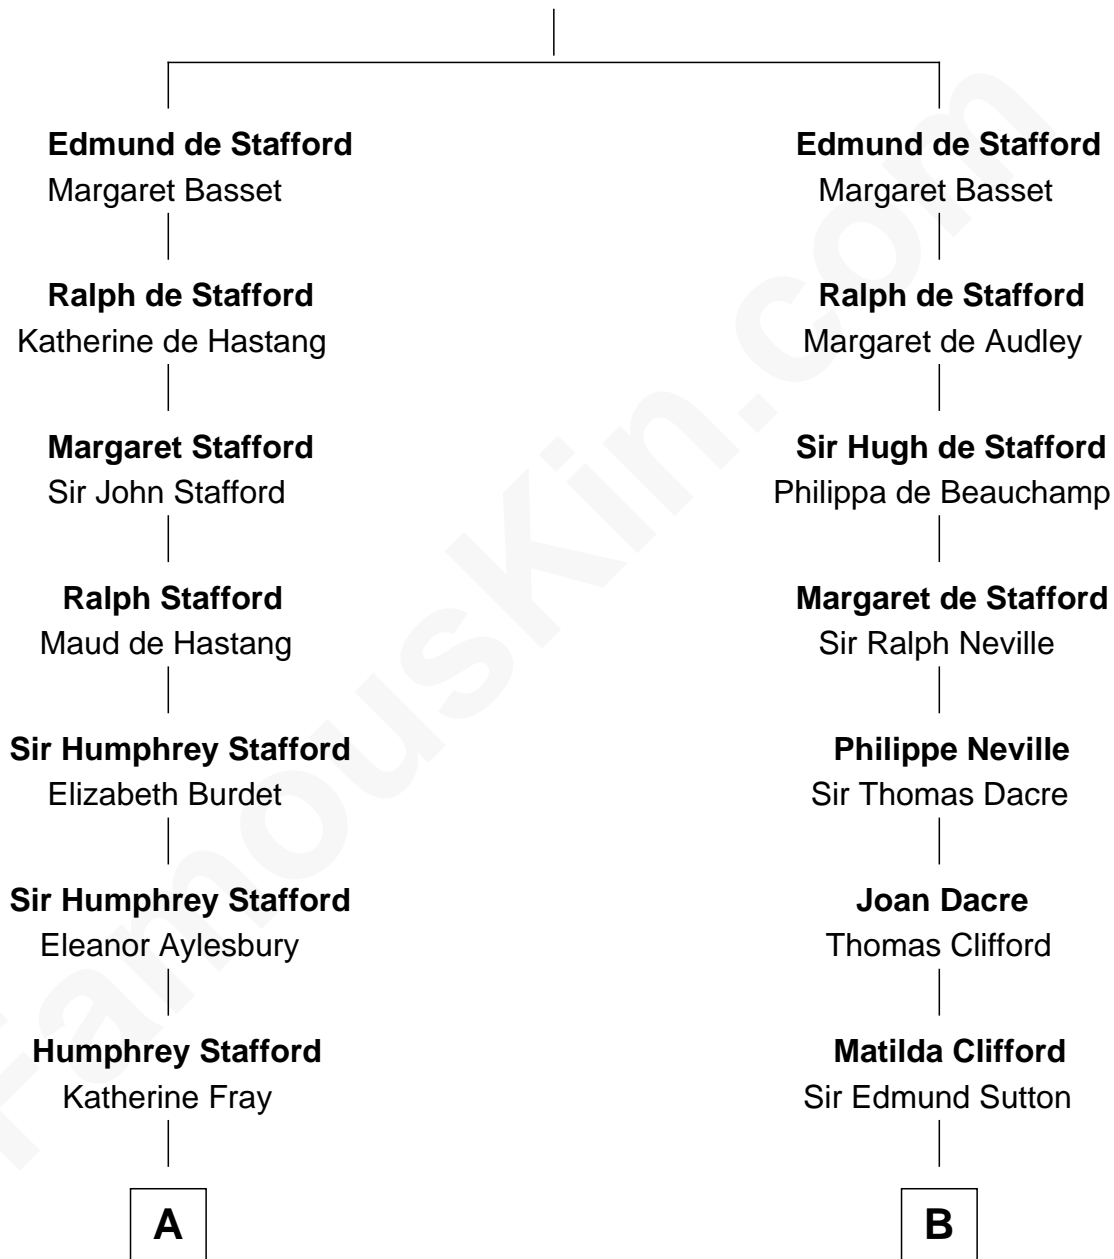 Edmund de Stafford
Margaret Basset
Ralph de Stafford
Katherine de Hastang
Margaret Stafford
Sir John Stafford
Ralph Stafford
Maud de Hastang
Sir Humphrey Stafford
Elizabeth Burdet
Sir Humphrey Stafford
Eleanor Aylesbury
Humphrey Stafford
Katherine Fray
A
Edmund de Stafford
Margaret Basset
Ralph de Stafford
Margaret de Audley
Sir Hugh de Stafford
Philippa de Beauchamp
Margaret de Stafford
Sir Ralph Neville
Philippe Neville
Sir Thomas Dacre
Joan Dacre
Thomas Clifford
Matilda Clifford
Sir Edmund Sutton
B
FamousKin.com